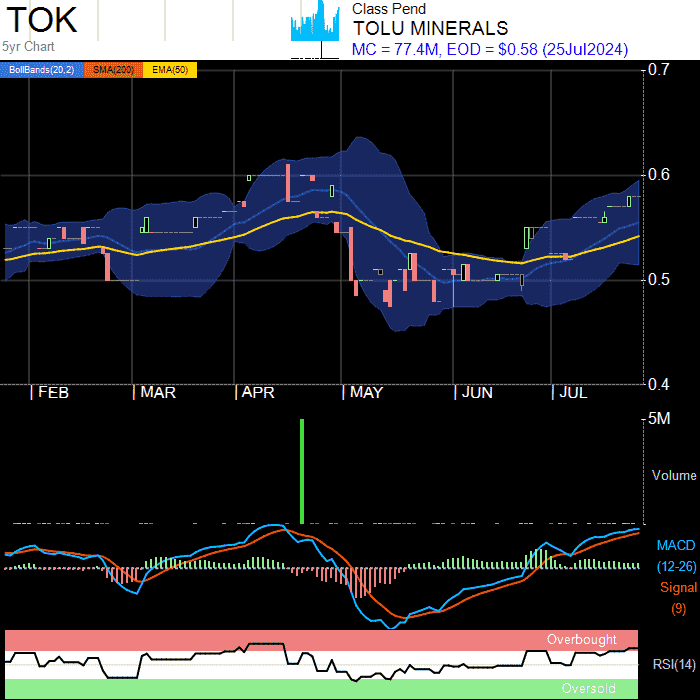 TOK
5yr Chart
Class Pend
TOLU MINERALS
MC = 77.4M, EOD = $0.58 (25Jul2024)
BollBands(20,2) SMA(200) EMA(50)
0.7
0.6
0.5
0.4
| FEB | MAR | APR | MAY | JUN | JUL
5M
Volume
MACD
(12-26)
Signal
(9)
Overbought
RSI(14)
Oversold